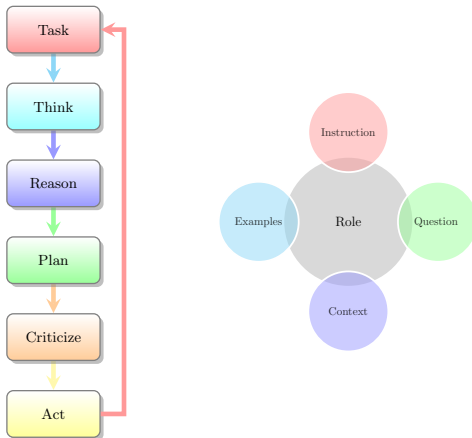 Task
Think
Reason
Plan
Criticize
Act
Instruction
Examples
Role
Question
Context